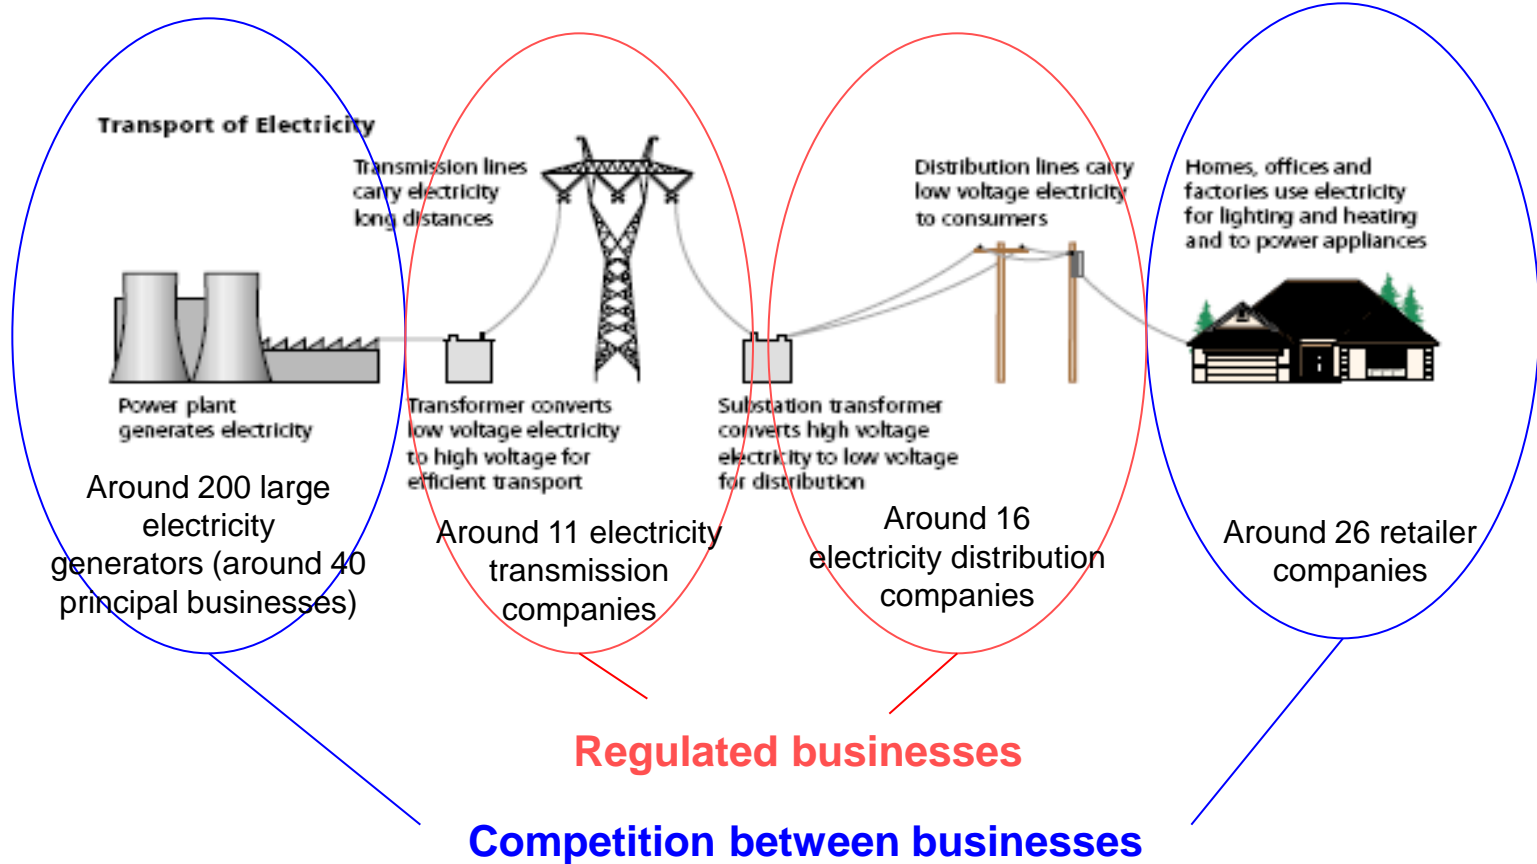 Transport of Electricity
Transmission lines
carry electricity
long distances
Distribution lines carry
low voltage electricity
to consumers
Homes, offices and
factories use electricity
for lighting and heating
and to power appliances
Power plant
generates electricity
Transformer converts
low voltage electricity
to high voltage for
efficient transport
Substation transformer
converts high voltage
electricity to low voltage
for distribution
Around 200 large
electricity
generators (around 40
principal businesses)
Around 11 electricity
transmission
companies
Around 16
electricity distribution
companies
Around 26 retailer
companies
Regulated businesses
Competition between businesses